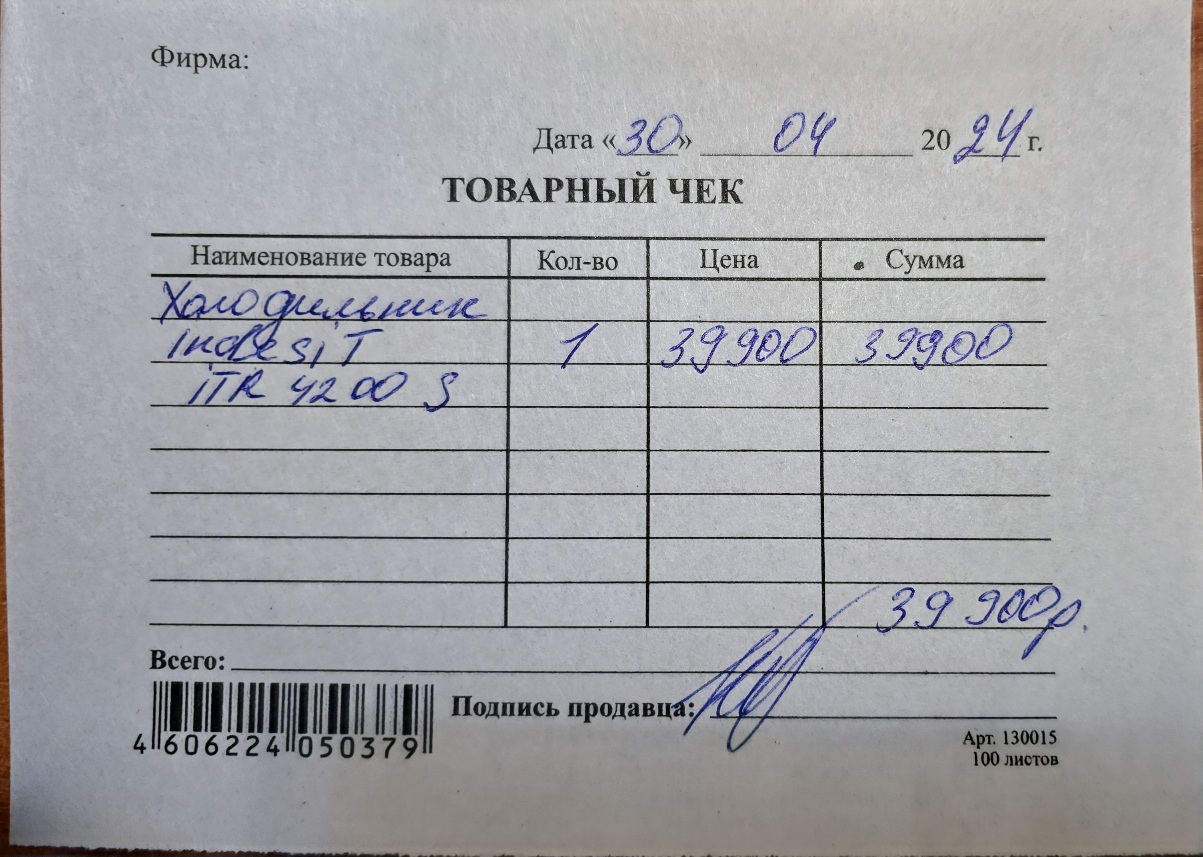 Фирма:
Дата «30» 04 2024 г.
ТОВАРНЫЙ ЧЕК
Наименование товара Кол-во Цена Сумма
Холодильник
indesiT 1 39900 39900
iTR 4200 S
39 900р.
Всего:
Подпись продавца:
4 606224 050379
Арт. 130015
100 листов